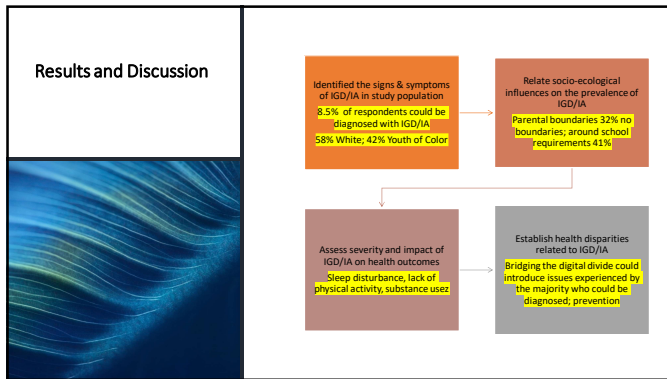 Results and Discussion
Identified the signs & symptoms
of IGD/IA in study population
8.5% of respondents could be
diagnosed with IGD/IA
58% White; 42% Youth of Color
Relate socio-ecological
influences on the prevalence of
IGD/IA
Parental boundaries 32% no
boundaries; around school
requirements 41%
Assess severity and impact of
IGD/IA on health outcomes
Sleep disturbance, lack of
physical activity, substance usez
Establish health disparities
related to IGD/IA
Bridging the digital divide could
introduce issues experienced by
the majority who could be
diagnosed; prevention